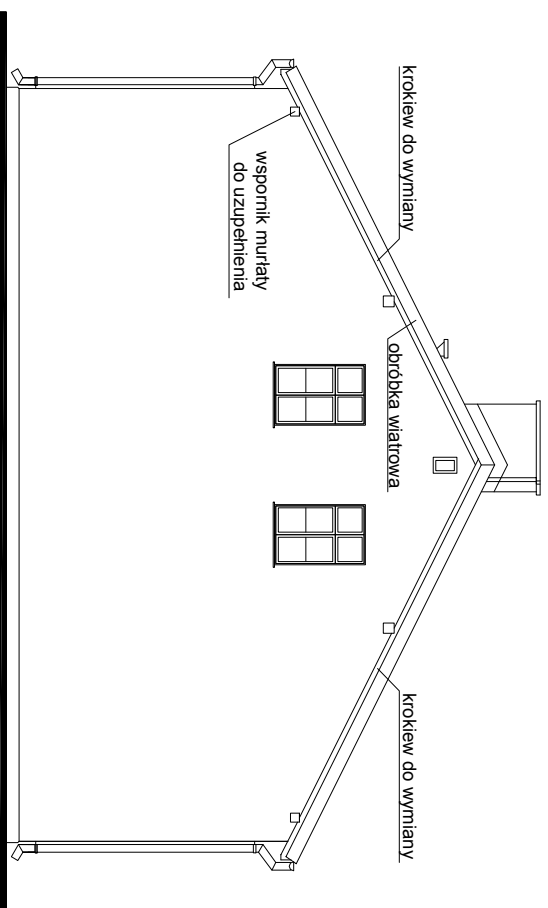 krokiew do wymiany
wspornik murłaty
do uzupełnienia
obróbka wiatrowa
krokiew do wymiany